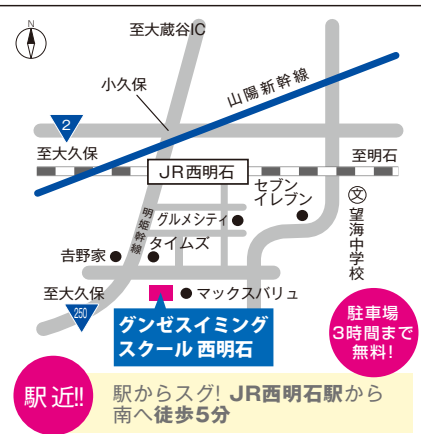 N
至大蔵谷IC
小久保
山陽新幹線
2
至大久保
至明石
JR西明石
セブン
イレブン
明姫幹線
グルメシティ
文
望海中学校
タイムズ
𠮷野家
至大久保
マックスバリュ
250
グンゼスイミング
スクール 西明石
駐車場
3時間まで
無料!
駅近!!
駅からスグ! JR西明石駅から
南へ徒歩5分